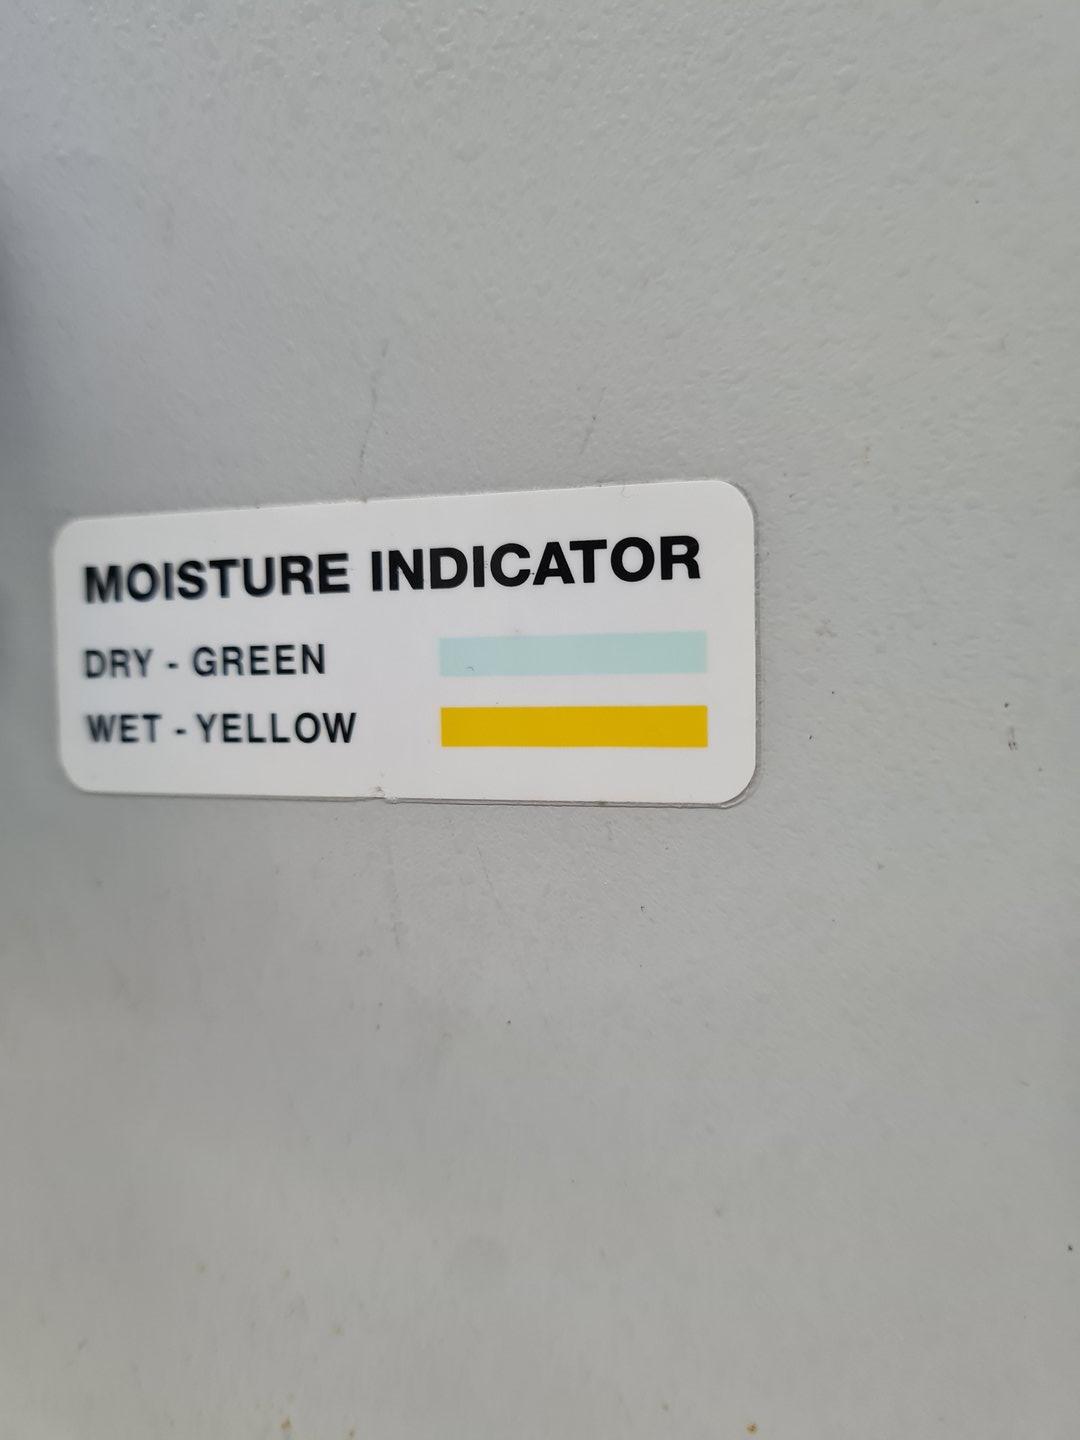 MOISTURE INDICATOR
DRY - GREEN
WET - YELLOW